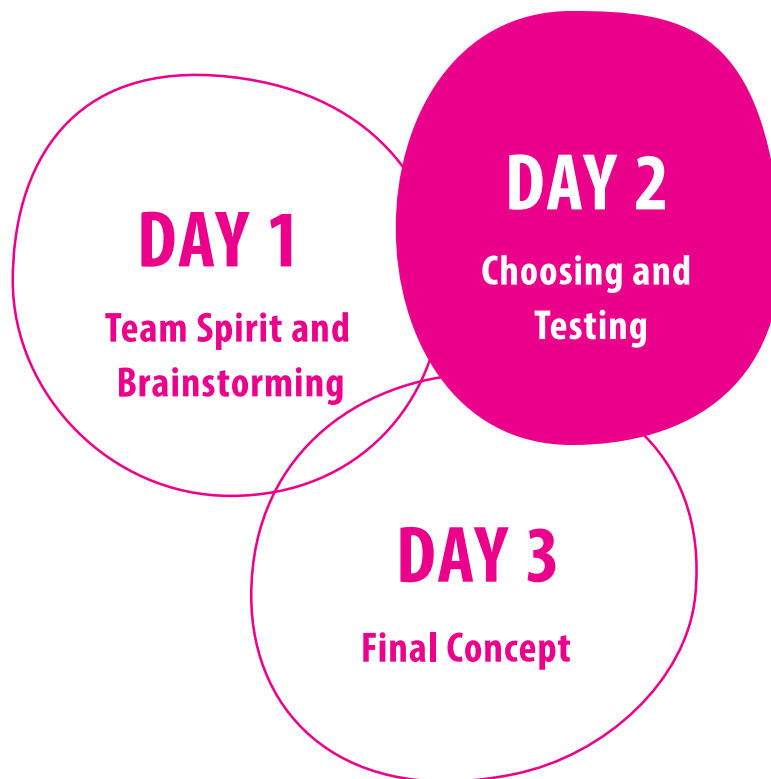 DAY 1
Team Spirit and
Brainstorming
DAY 2
Choosing and
Testing
DAY 3
Final Concept